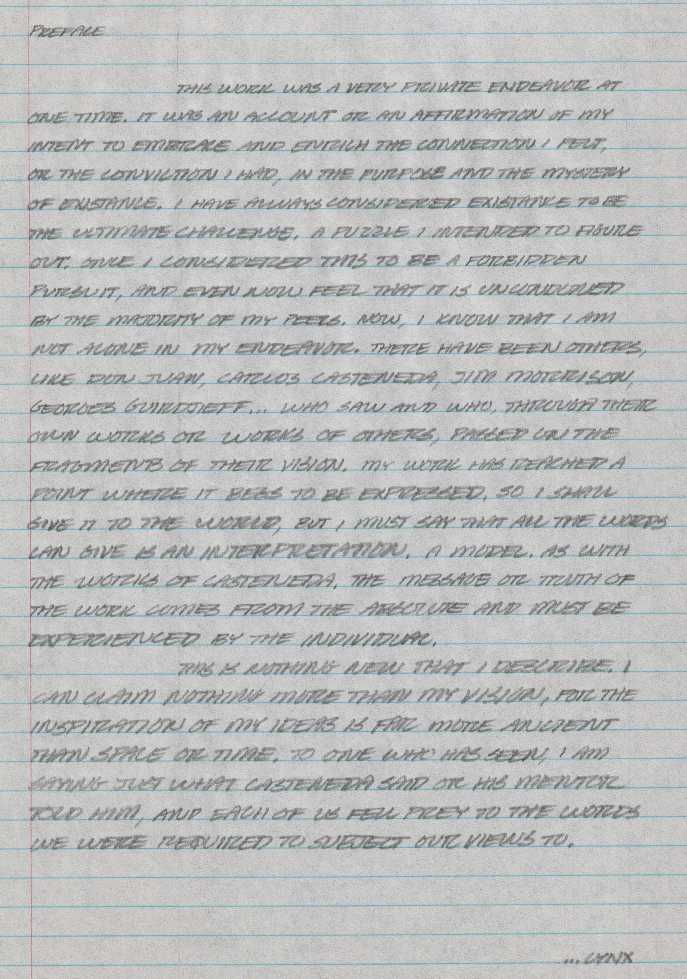 PREFACE
THIS WORK WAS A VERY PRIVATE ENDEAVOR AT
ONE TIME. IT WAS AN ACCOUNT OR AN AFFIRMATION OF MY
INTENT TO EMBRACE AND ENRICH THE CONNECTION I FELT,
OR THE CONVICTION I HAD, IN THE PURPOSE AND THE MYSTERY
OF EXISTANCE. I HAVE ALWAYS CONSIDERED EXISTANCE TO BE
THE ULTIMATE CHALLENGE. A PUZZLE I INTENDED TO FIGURE
OUT. ONCE I CONSIDERED THIS TO BE A FORBIDDEN
PURSUIT, AND EVEN NOW FEEL THAT IT IS
BY THE MAJORITY OF MY PEERS. NOW, I KNOW THAT I AM
NOT ALONE IN MY ENDEAVOR. THERE HAVE BEEN OTHERS,
LIKE DON JUAN, CARLOS CASTENEDA, JIM MORRISON,
GEORGES GUIRDJIEFF... WHO SAW AND WHO, THROUGH THEIR
OWN WORKS OR WORKS OF OTHERS, PASSED ON THE
FRAGMENTS OF THEIR VISION. MY WORK HAS REACHED A
POINT WHERE IT BEGS TO BE EXPRESSED. SO I SHALL
GIVE IT TO THE WORLD, BUT I MUST SAY THAT ALL THE WORDS
CAN GIVE IS AN INTERPRETATION. A MODEL. AS WITH
THE WORKS OF CASTENEDA, THE MESSAGE OR TRUTH OF
THE WORK COMES FROM THE ABSOLUTE AND MUST BE
EXPERIENCED BY THE INDIVIDUAL.
THIS IS NOTHING NEW THAT I DESCRIBE. I
CAN CLAIM NOTHING MORE THAN MY VISION, FOR THE
INSPIRATION OF MY IDEAS IS FAR MORE ANCIENT
THAN SPACE OR TIME. TO ONE WHO HAS SEEN, I AM
SAYING JUST WHAT CASTENEDA SAID OR HIS MENTOR
TOLD HIM, AND EACH OF US FELL PREY TO THE WORDS
WE WERE REQUIRED TO SUBJECT OUR VIEWS TO.
...LYNX